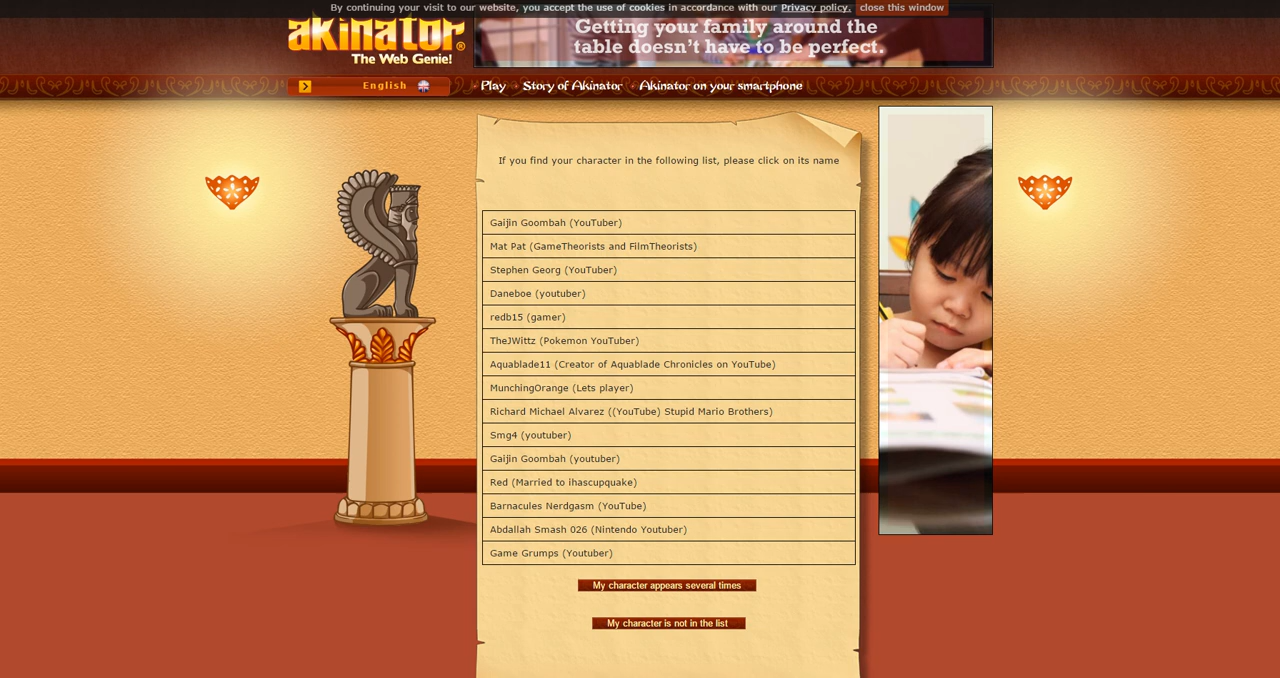 By continuing your visit to our website, you accept the use of cookies in accordance with our Privacy policy. close this window
akinator®
The Web Genie!
Getting your family around the
table doesn't have to be perfect.
English
Play
Story of Akinator
Akinator on your smartphone
If you find your character in the following list, please click on its name
Gaijin Goombah (YouTuber)
Mat Pat (GameTheorists and FilmTheorists)
Stephen Georg (YouTuber)
Daneboe (youtuber)
redb15 (gamer)
TheJWittz (Pokemon YouTuber)
Aquablade11 (Creator of Aquablade Chronicles on YouTube)
MunchingOrange (Lets player)
Richard Michael Alvarez ((YouTube) Stupid Mario Brothers)
Smg4 (youtuber)
Gaijin Goombah (youtuber)
Red (Married to ihascupquake)
Barnacules Nerdgasm (YouTube)
Abdallah Smash 026 (Nintendo Youtuber)
Game Grumps (Youtuber)
My character appears several times
My character is not in the list